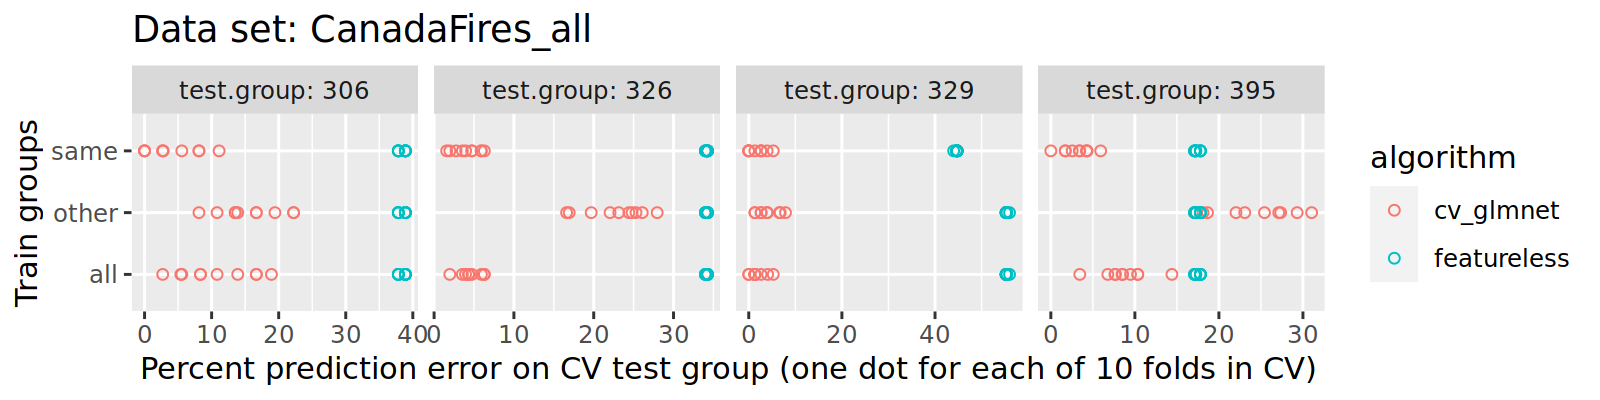 Data set: CanadaFires_all
test.group: 306
test.group: 326
test.group: 329
test.group: 395
Train groups
same
other
all
0 10 20 30 40
0 10 20 30
0 20 40
0 10 20 30
Percent prediction error on CV test group (one dot for each of 10 folds in CV)
algorithm
cv_glmnet
featureless